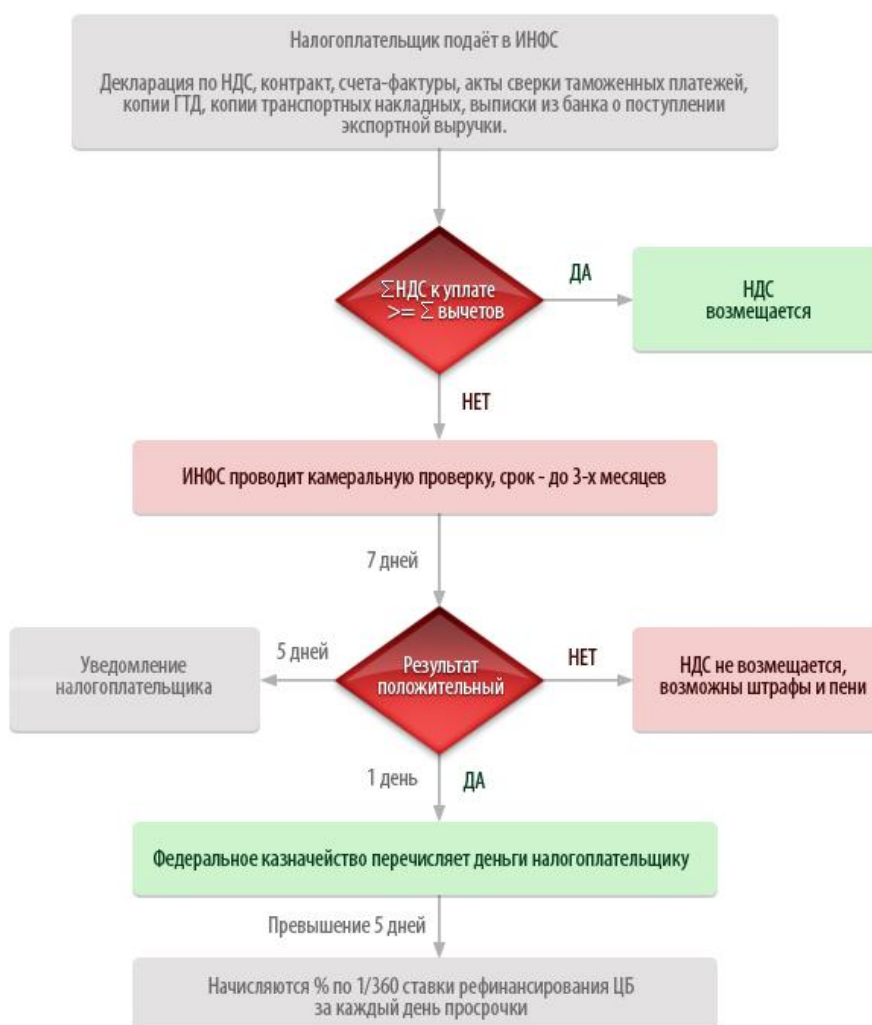 Налогоплательщик подаёт в ИНФС
Декларация по НДС, контракт, счета-фактуры, акты сверки таможенных платежей,
копии ГТД, копии транспортных накладных, выписки из банка о поступлении
экспортной выручки.
ΣНДС к уплате
>= Σ вычетов
ДА
НДС
возмещается
НЕТ
ИНФС проводит камеральную проверку, срок - до 3-х месяцев
7 дней
Уведомление
налогоплательщика
5 дней
Результат
положительный
НЕТ
НДС не возмещается,
возможны штрафы и пени
1 день
ДА
Федеральное казначейство перечисляет деньги налогоплательщику
Превышение 5 дней
Начисляются % по 1/360 ставки рефинансирования ЦБ
за каждый день просрочки